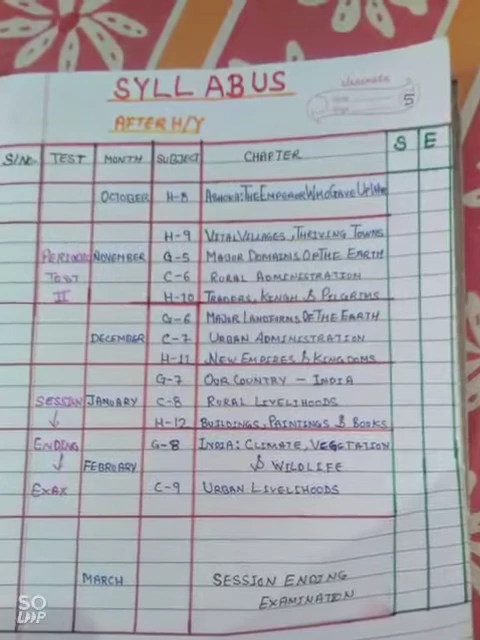 classmate
5
SYLLABUS
AFTER H/Y
S/No. TEST MONTH SUBJECT CHAPTER S E
OCTOBER H-8 ASHOKA: THE EMPEROR WHO GAVE UP WAR
H-9 VITAL VILLAGES, THRIVING TOWNS
PERIODIC NOVEMBER G-5 MAJOR DOMAINS OF THE EARTH
TEST C-6 RURAL ADMINISTRATION
II H-10 TRADERS, KINGS & PILGRIMS
G-6 MAJOR LANDFORMS OF THE EARTH
DECEMBER C-7 URBAN ADMINISTRATION
H-11 NEW EMPIRES & KINGDOMS
G-7 OUR COUNTRY - INDIA
SESSION JANUARY C-8 RURAL LIVELIHOODS
H-12 BUILDINGS, PAINTINGS & BOOKS
ENDING G-8 INDIA: CLIMATE, VEGETATION
FEBRUARY & WILDLIFE
EXAX C-9 URBAN LIVELIHOODS
MARCH SESSION ENDING
EXAMINATION